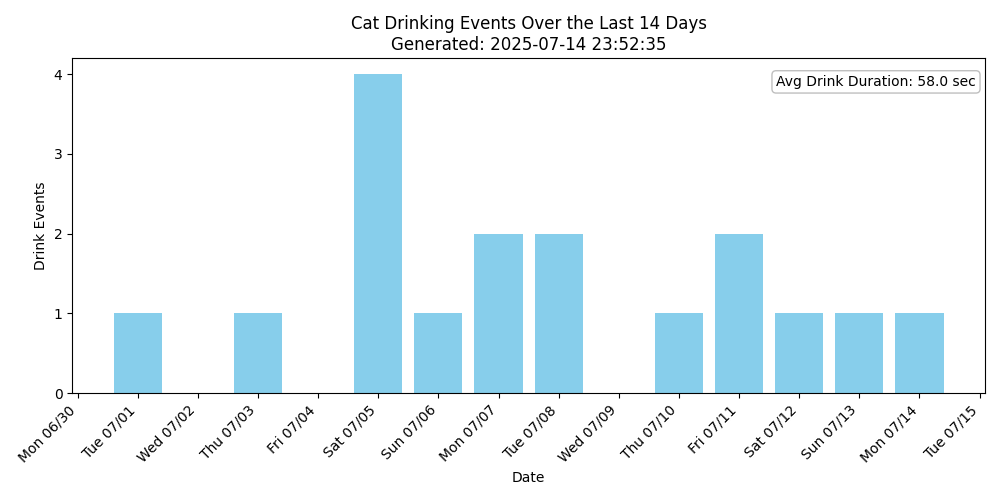 Cat Drinking Events Over the Last 14 Days
Generated: 2025-07-14 23:52:35
Avg Drink Duration: 58.0 sec
4
3
2
1
0
Drink Events
Mon 06/30
Tue 07/01
Wed 07/02
Thu 07/03
Fri 07/04
Sat 07/05
Sun 07/06
Mon 07/07
Tue 07/08
Wed 07/09
Thu 07/10
Fri 07/11
Sat 07/12
Sun 07/13
Mon 07/14
Tue 07/15
Date